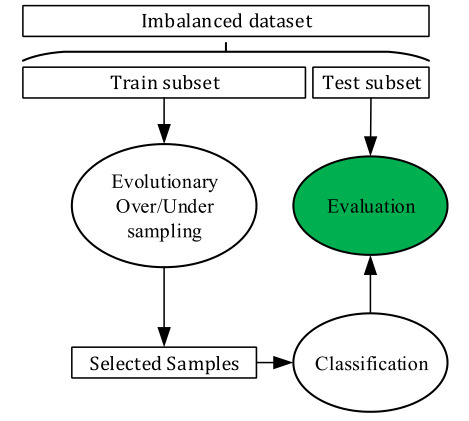 Imbalanced dataset
Train subset
Test subset
Evolutionary
Over/Under
sampling
Evaluation
Selected Samples
Classification